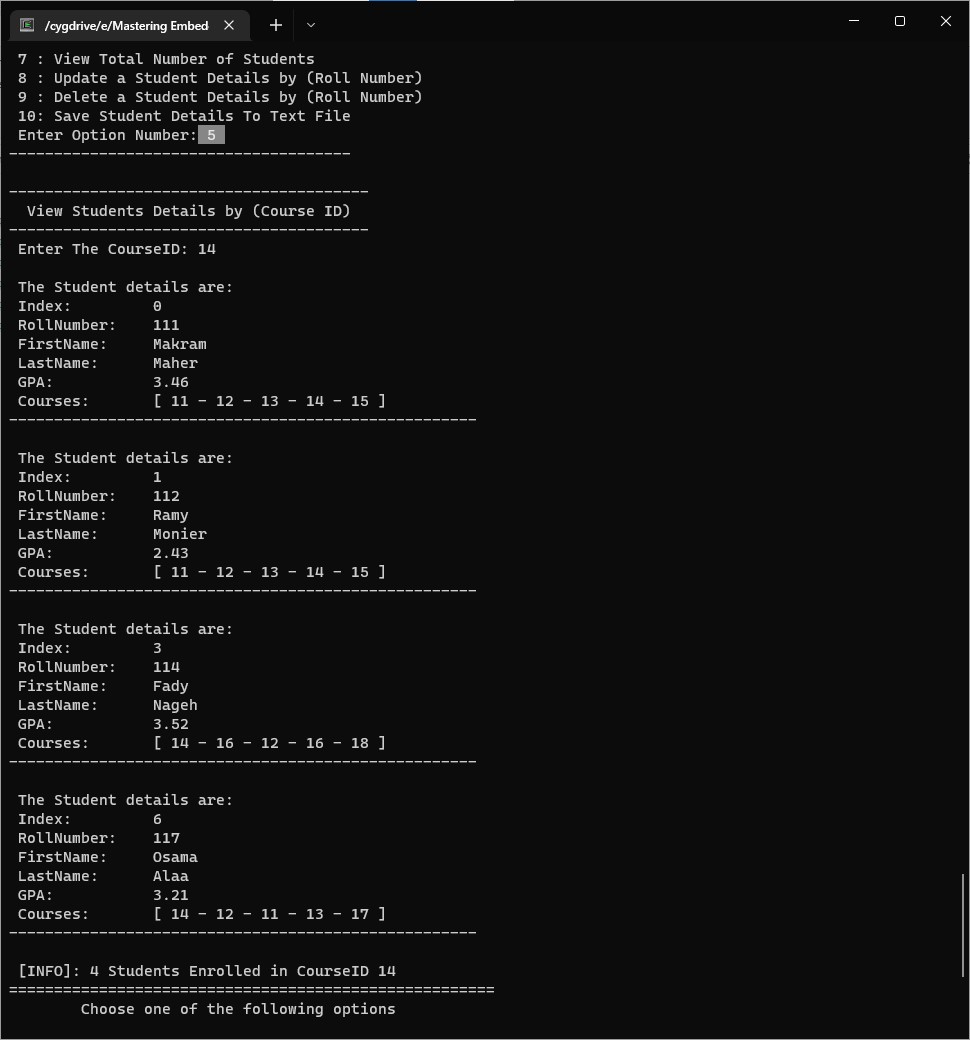 /cygdrive/e/Mastering Embed
7 : View Total Number of Students
8 : Update a Student Details by (Roll Number)
9 : Delete a Student Details by (Roll Number)
10: Save Student Details To Text File
Enter Option Number: 5
--------------------------------------
----------------------------------------
View Students Details by (Course ID)
----------------------------------------
Enter The CourseID: 14
The Student details are:
Index: 0
RollNumber: 111
FirstName: Makram
LastName: Maher
GPA: 3.46
Courses: [ 11 - 12 - 13 - 14 - 15 ]
----------------------------------------------------
The Student details are:
Index: 1
RollNumber: 112
FirstName: Ramy
LastName: Monier
GPA: 2.43
Courses: [ 11 - 12 - 13 - 14 - 15 ]
----------------------------------------------------
The Student details are:
Index: 3
RollNumber: 114
FirstName: Fady
LastName: Nageh
GPA: 3.52
Courses: [ 14 - 16 - 12 - 16 - 18 ]
----------------------------------------------------
The Student details are:
Index: 6
RollNumber: 117
FirstName: Osama
LastName: Alaa
GPA: 3.21
Courses: [ 14 - 12 - 11 - 13 - 17 ]
----------------------------------------------------
[INFO]: 4 Students Enrolled in CourseID 14
======================================================
Choose one of the following options